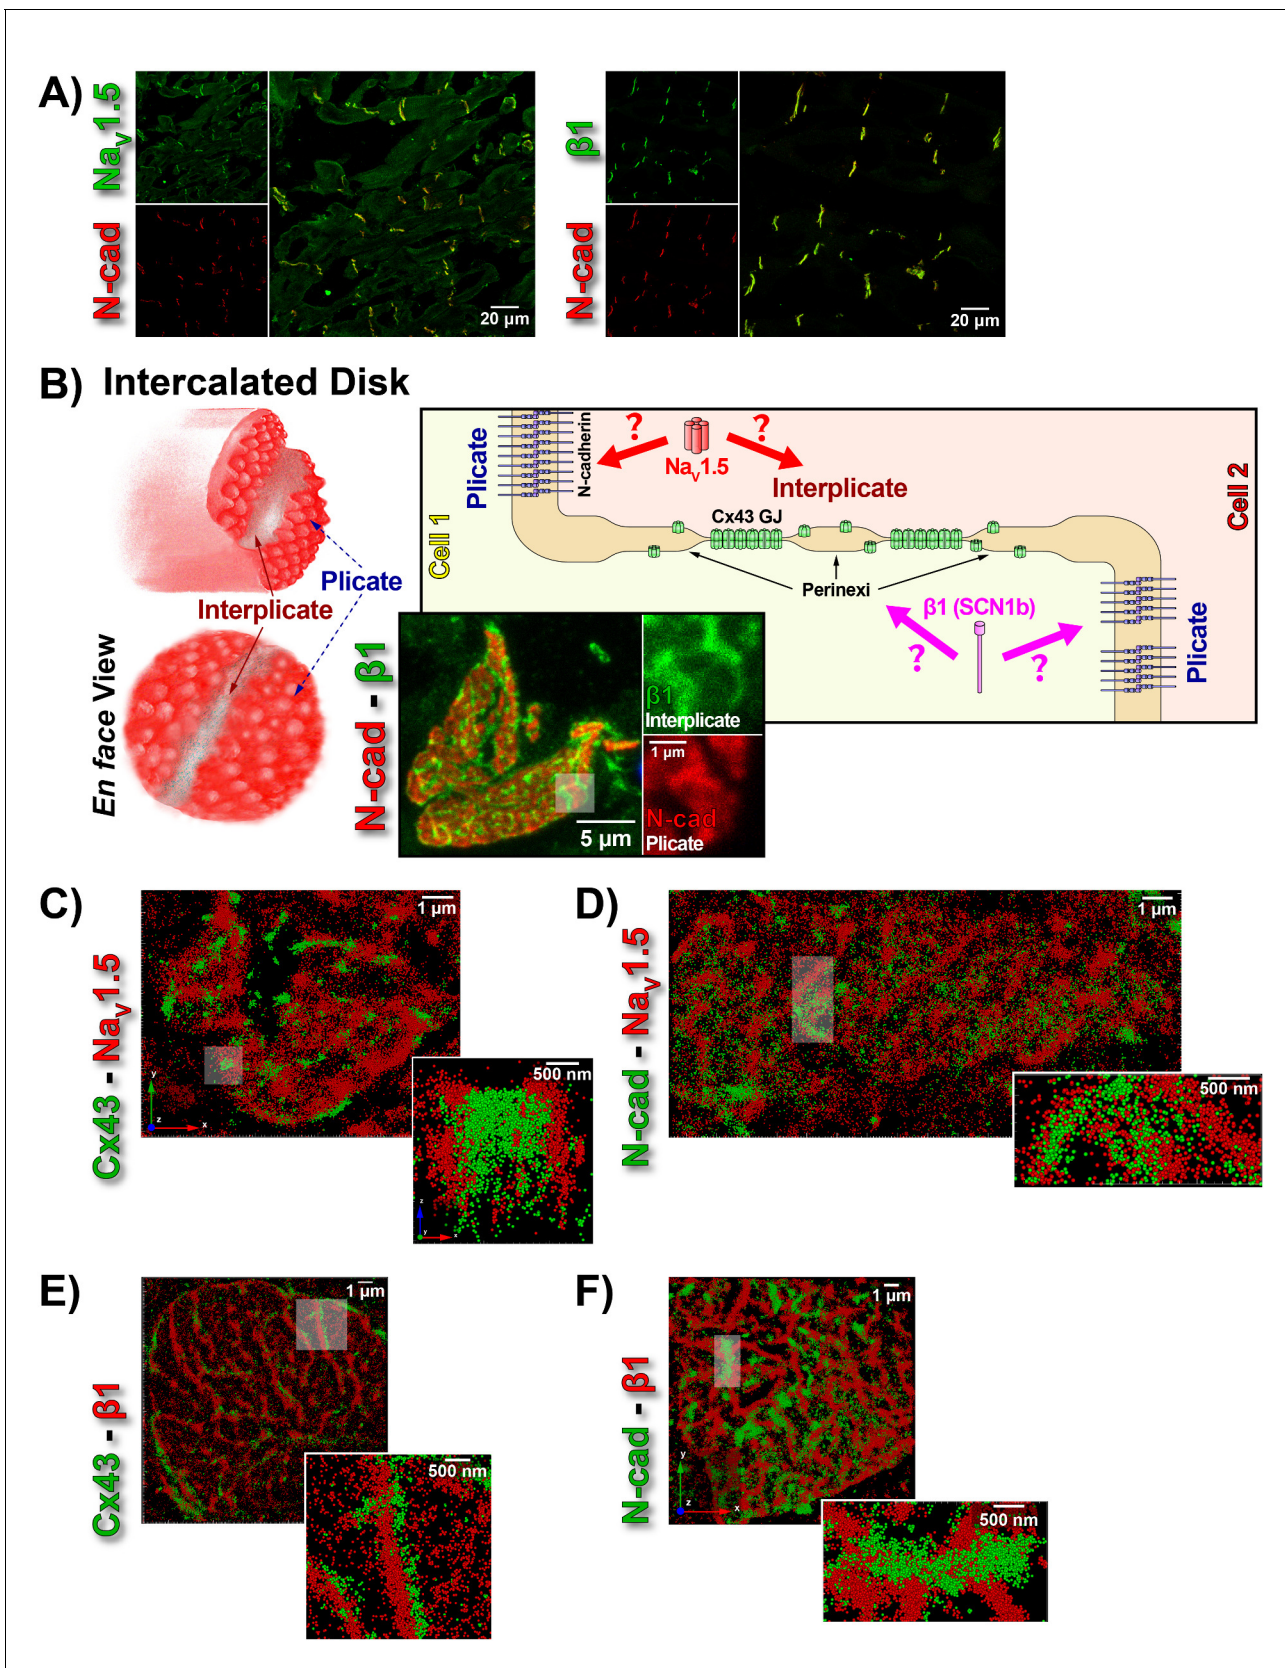 A)
Nav1.5
N-cad
20 µm
β1
N-cad
20 µm
B) Intercalated Disk
Plicate
Interplicate
En face View
Plicate
N-cadherin
?
?
Nav1.5
Interplicate
Cell 1
Cell 2
Cx43 GJ
Perinexi
β1 (SCN1b)
?
?
Plicate
N-cad - β1
5 µm
β1
Interplicate
1 µm
N-cad
Plicate
C)
Cx43 - Nav1.5
1 µm
y
z
x
500 nm
z
y
x
D)
N-cad - Nav1.5
1 µm
500 nm
E)
Cx43 - β1
1 µm
500 nm
F)
N-cad - β1
1 µm
y
z
x
500 nm